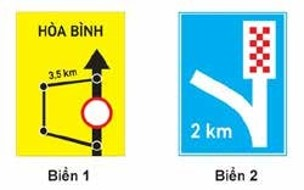 HÒA BÌNH
3,5 km
2 km
Biển 1
Biển 2